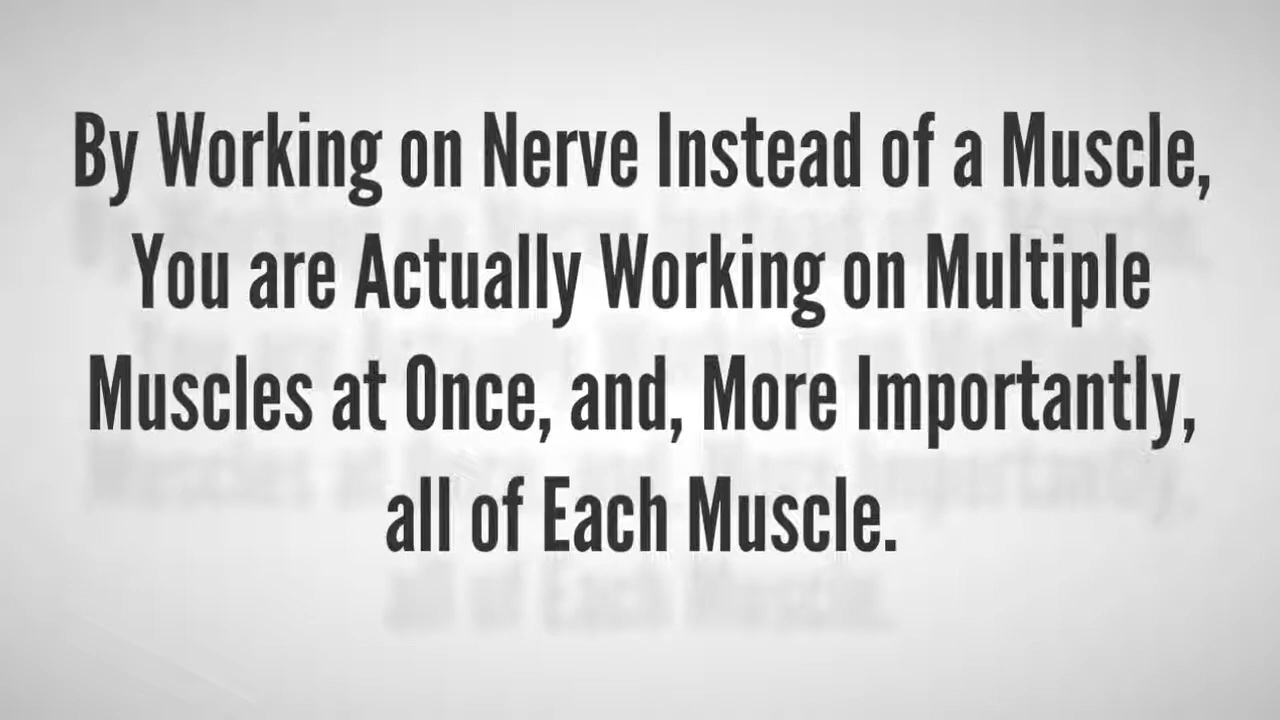 By Working on Nerve Instead of a Muscle,
You are Actually Working on Multiple
Muscles at Once, and, More Importantly,
all of Each Muscle.